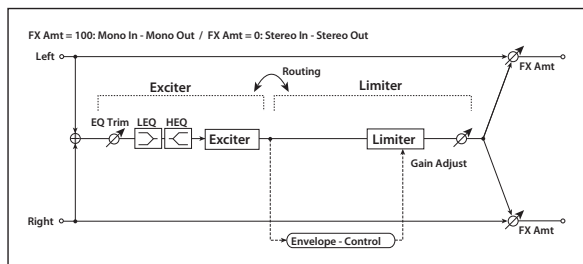 FX Amt = 100: Mono In - Mono Out / FX Amt = 0: Stereo In - Stereo Out
Left
FX Amt
Routing
Exciter
Limiter
EQ Trim
LEQ
HEQ
Exciter
Limiter
Gain Adjust
Right
FX Amt
Envelope - Control